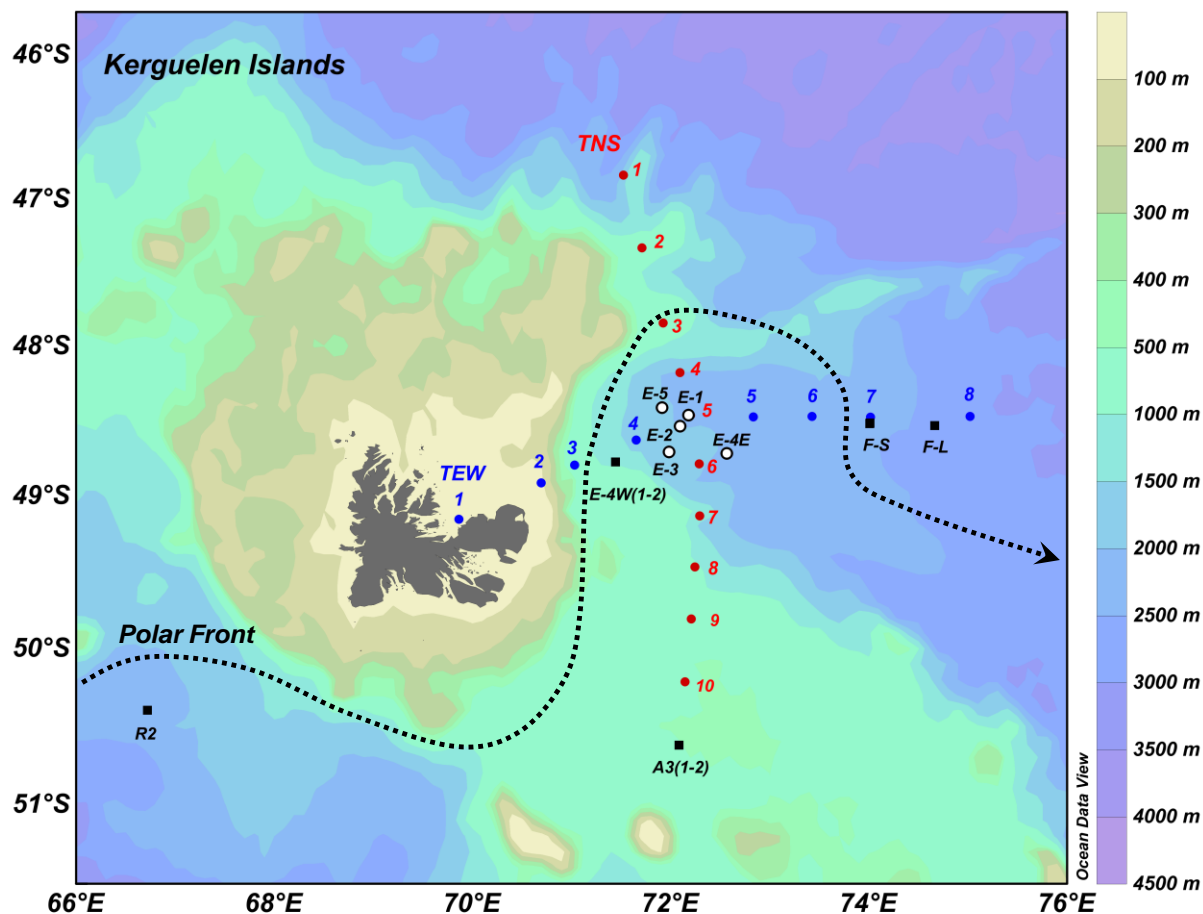 46°S
47°S
48°S
49°S
50°S
51°S
66°E
68°E
70°E
72°E
74°E
76°E
Kerguelen Islands
TNS
1
2
3
4
5
6
7
8
9
10
TEW
1
2
3
4
5
6
7
8
E-5
E-1
E-2
E-3
E-4E
E-4W(1-2)
F-S
F-L
Polar Front
R2
A3(1-2)
Ocean Data View
100 m
200 m
300 m
400 m
500 m
1000 m
1500 m
2000 m
2500 m
3000 m
3500 m
4000 m
4500 m